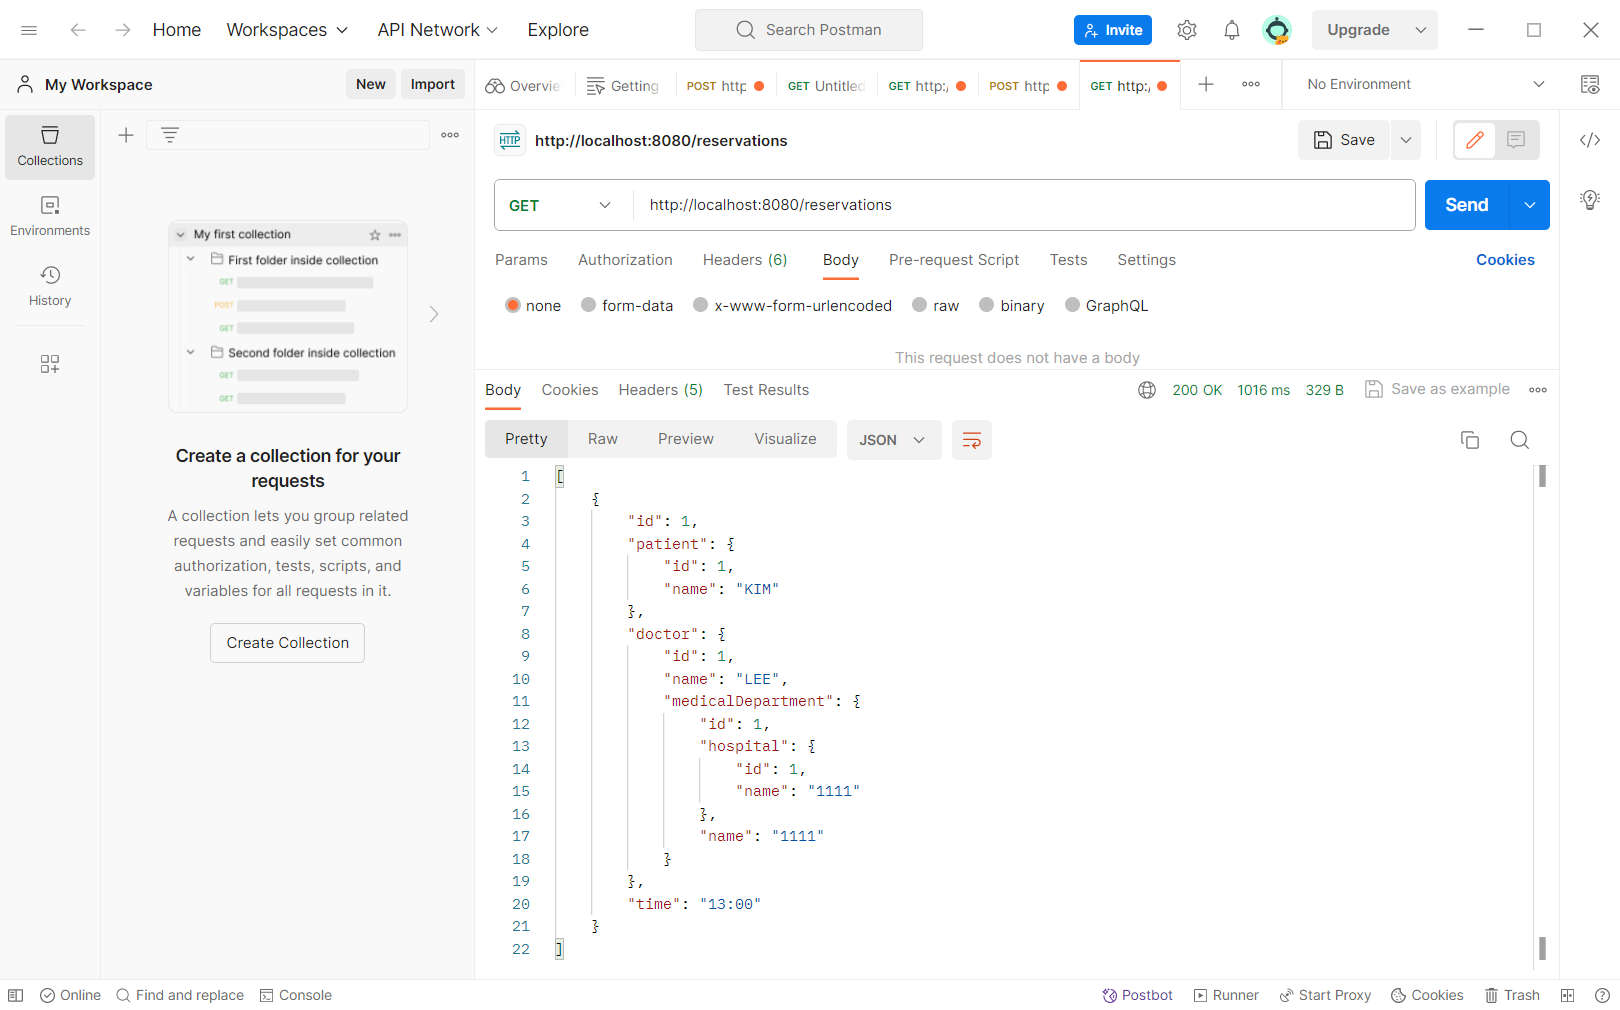 Home Workspaces API Network Explore Search Postman Invite Upgrade
My Workspace New Import Overvie Getting POST http GET Untitled GET http:/ POST http GET http:/ No Environment
Collections
Environments
History
My first collection
First folder inside collection
GET
POST
GET
Second folder inside collection
GET
GET
Create a collection for your
requests
A collection lets you group related
requests and easily set common
authorization, tests, scripts, and
variables for all requests in it.
Create Collection
HTTP http://localhost:8080/reservations Save
GET http://localhost:8080/reservations Send
Params Authorization Headers (6) Body Pre-request Script Tests Settings Cookies
none form-data x-www-form-urlencoded raw binary GraphQL
This request does not have a body
Body Cookies Headers (5) Test Results 200 OK 1016 ms 329 B Save as example
Pretty Raw Preview Visualize JSON
1 [
2 {
3 "id": 1,
4 "patient": {
5 "id": 1,
6 "name": "KIM"
7 },
8 "doctor": {
9 "id": 1,
10 "name": "LEE",
11 "medicalDepartment": {
12 "id": 1,
13 "hospital": {
14 "id": 1,
15 "name": "1111"
16 },
17 "name": "1111"
18 }
19 },
20 "time": "13:00"
21 }
22 ]
Online Find and replace Console Postbot Runner Start Proxy Cookies Trash